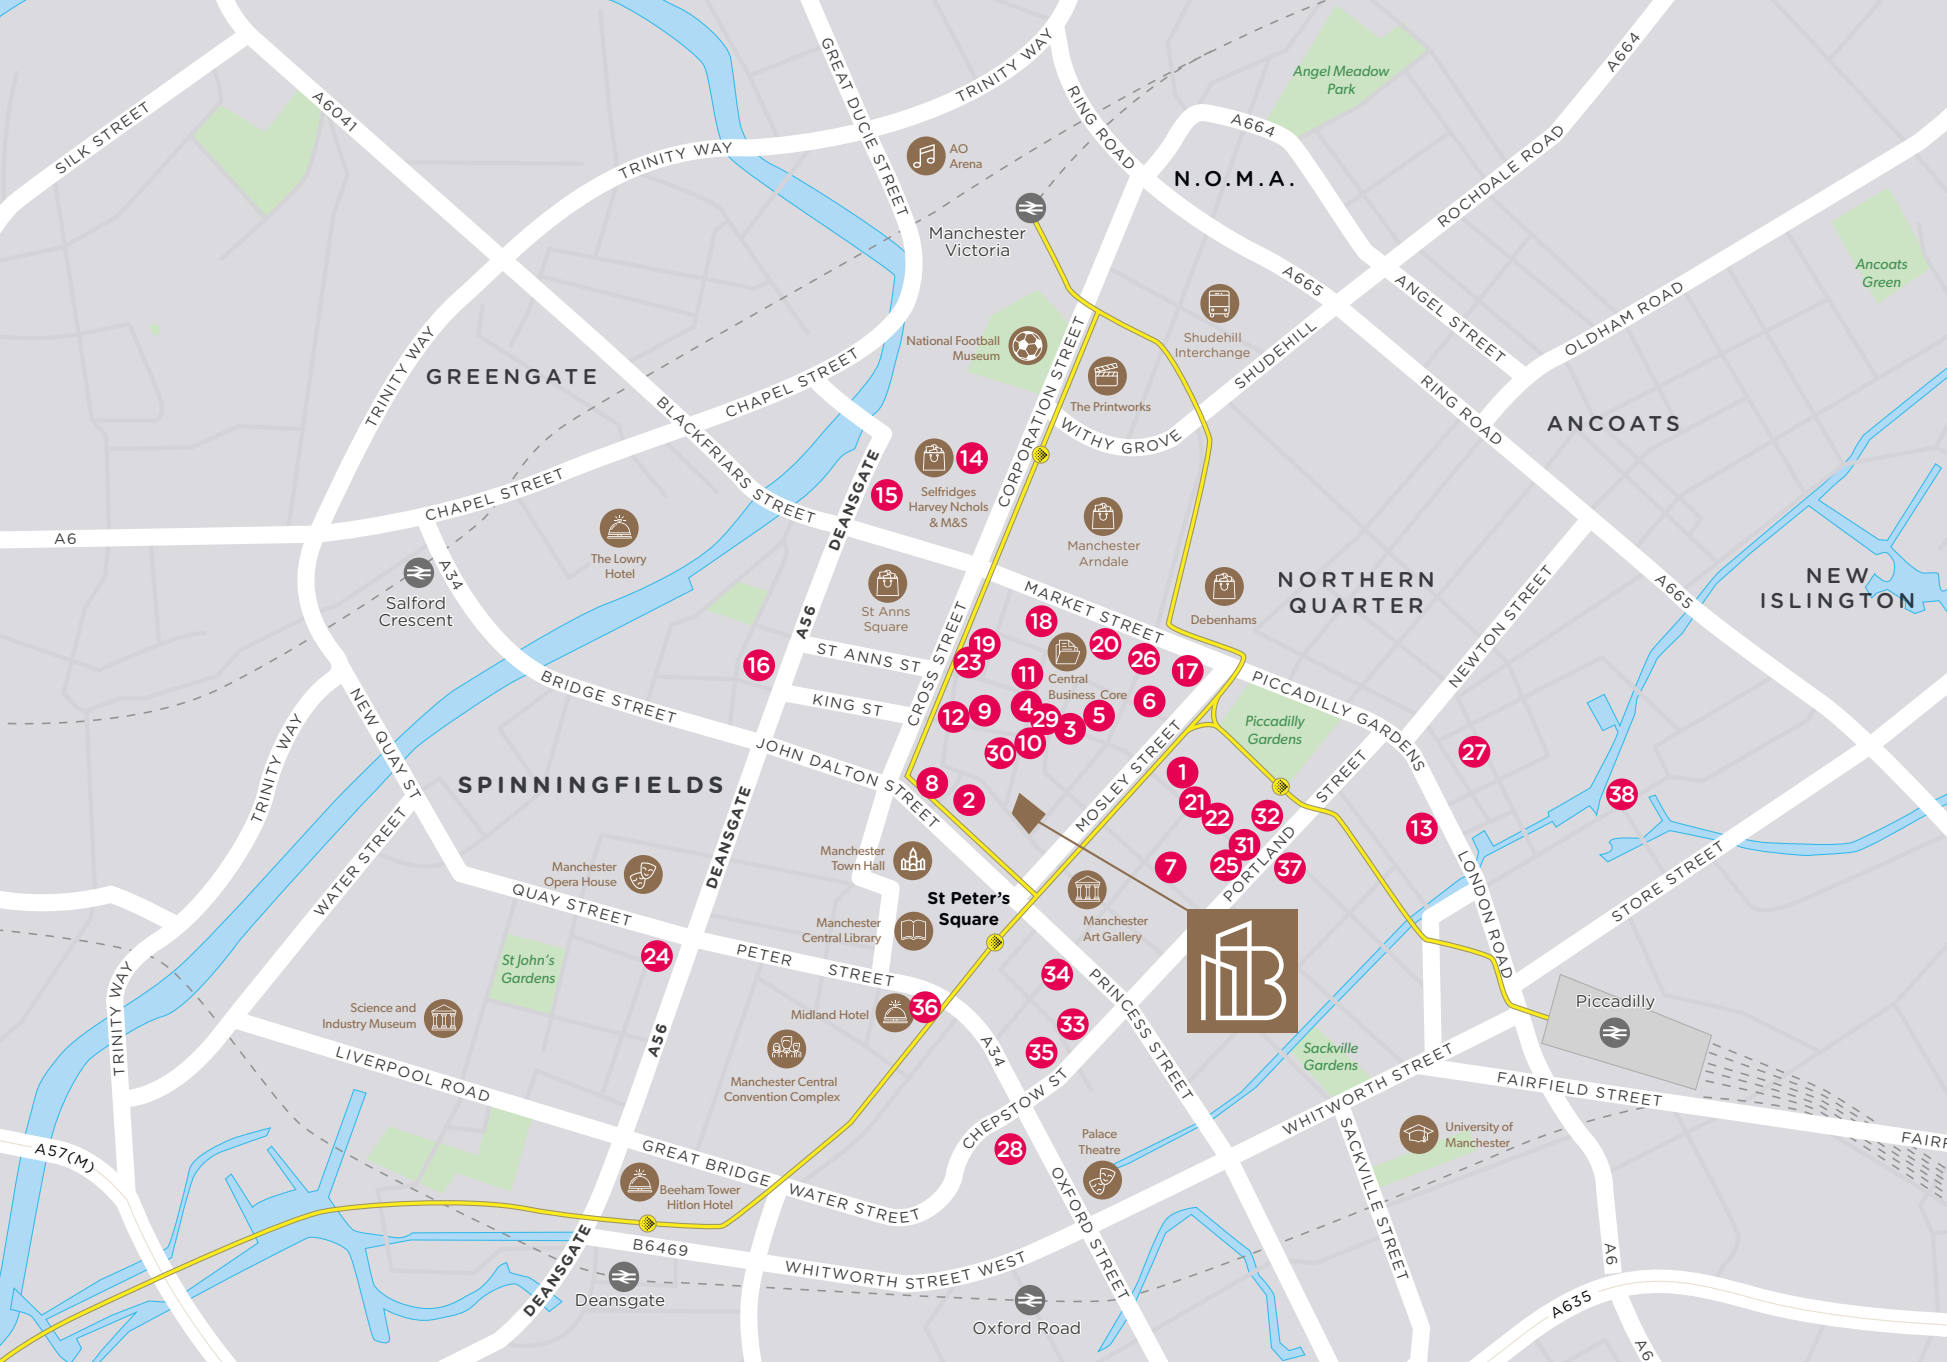 SILK STREET
A6041
TRINITY WAY
GREAT DUCIE STREET
TRINITY WAY
RING ROAD
A664
Angel Meadow
Park
A664
AO
Arena
N.O.M.A.
ROCHDALE ROAD
Manchester
Victoria
A665
ANGEL STREET
OLDHAM ROAD
Ancoats
Green
Shudehill
Interchange
SHUDEHILL
National Football
Museum
The Printworks
CORPORATION STREET
WITHY GROVE
RING ROAD
ANCOATS
TRINITY WAY
GREENGATE
CHAPEL STREET
BLACKFRIARS STREET
CHAPEL STREET
A6
DEANSGATE
14
15
Selfridges
Harvey Nchols
& M&S
Manchester
Arndale
The Lowry
Hotel
A34
Salford
Crescent
St Anns
Square
MARKET STREET
Debenhams
NORTHERN
QUARTER
NEWTON STREET
A665
NEW
ISLINGTON
A56
CROSS STREET
ST ANNS ST
16
18
19
23
20
26
17
11
Central
Business Core
KING ST
12
9
4
29
3
5
6
30
10
8
2
BRIDGE STREET
NEW QUAY ST
TRINITY WAY
JOHN DALTON STREET
SPINNINGFIELDS
DEANSGATE
MOSLEY STREET
Piccadilly
Gardens
PICCADILLY GARDENS
PORTLAND STREET
1
21
22
32
31
25
7
37
27
38
13
LONDON ROAD
STORE STREET
WATER STREET
Manchester
Opera House
QUAY STREET
Manchester
Town Hall
St Peter's
Square
Manchester
Central Library
Manchester
Art Gallery
24
PETER STREET
St John's
Gardens
34
36
33
35
Midland Hotel
Science and
Industry Museum
Manchester Central
Convention Complex
A56
A34
PRINCESS STREET
B
Piccadilly
Sackville
Gardens
WHITWORTH STREET
FAIRFIELD STREET
FAIRF
TRINITY WAY
LIVERPOOL ROAD
CHEPSTOW ST
28
Palace
Theatre
University of
Manchester
SACKVILLE STREET
A57(M)
GREAT BRIDGE WATER STREET
Beeham Tower
Hitlon Hotel
OXFORD STREET
B6469
WHITWORTH STREET WEST
DEANSGATE
Deansgate
Oxford Road
A6
A635
A6